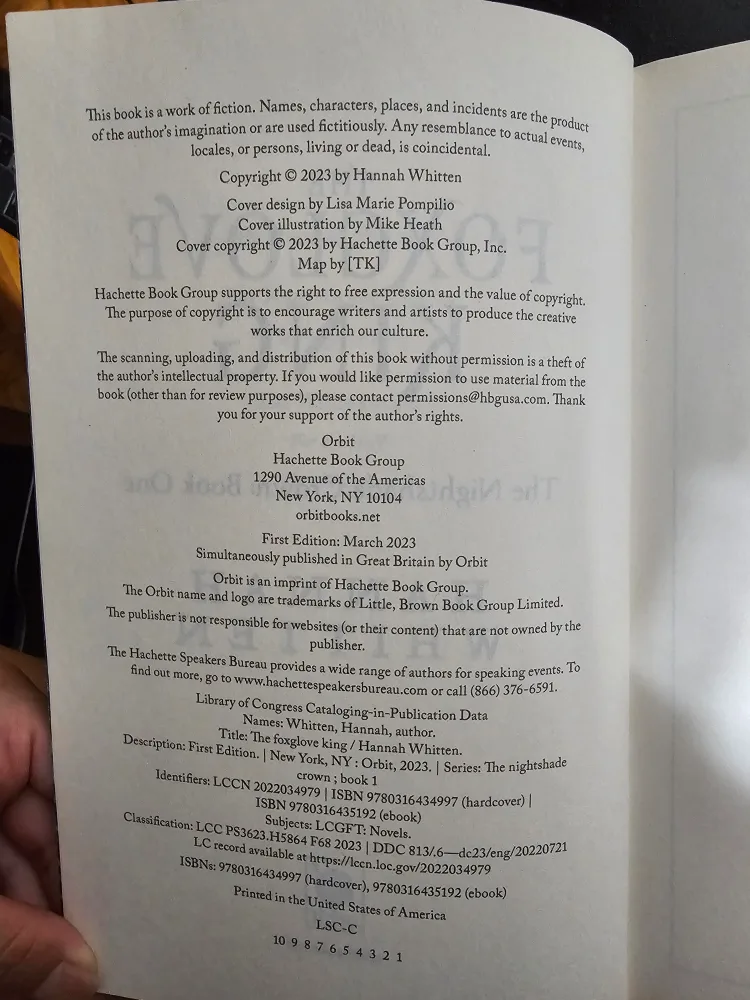 This book is a work of fiction. Names, characters, places, and incidents are the product
of the author's imagination or are used fictitiously. Any resemblance to actual events,
locales, or persons, living or dead, is coincidental.
Copyright © 2023 by Hannah Whitten
Cover design by Lisa Marie Pompilio
Cover illustration by Mike Heath
Cover copyright © 2023 by Hachette Book Group, Inc.
Map by [TK]
Hachette Book Group supports the right to free expression and the value of copyright.
The purpose of copyright is to encourage writers and artists to produce the creative
works that enrich our culture.
The scanning, uploading, and distribution of this book without permission is a theft of
the author's intellectual property. If you would like permission to use material from the
book (other than for review purposes), please contact permissions@hbgusa.com. Thank
you for your support of the author's rights.
Orbit
Hachette Book Group
1290 Avenue of the Americas
New York, NY 10104
orbitbooks.net
First Edition: March 2023
Simultaneously published in Great Britain by Orbit
Orbit is an imprint of Hachette Book Group.
The Orbit name and logo are trademarks of Little, Brown Book Group Limited.
The publisher is not responsible for websites (or their content) that are not owned by the
publisher.
The Hachette Speakers Bureau provides a wide range of authors for speaking events. To
find out more, go to www.hachettespeakersbureau.com or call (866) 376-6591.
Library of Congress Cataloging-in-Publication Data
Names: Whitten, Hannah, author.
Title: The foxglove king / Hannah Whitten.
Description: First Edition. | New York, NY : Orbit, 2023. | Series: The nightshade
crown ; book 1
Identifiers: LCCN 2022034979 | ISBN 9780316434997 (hardcover) |
ISBN 9780316435192 (ebook)
Subjects: LCGFT: Novels.
Classification: LCC PS3623.H5864 F68 2023 | DDC 813/.6—dc23/eng/20220721
LC record available at https://lccn.loc.gov/2022034979
ISBNs: 9780316434997 (hardcover), 9780316435192 (ebook)
Printed in the United States of America
LSC-C
10 9 8 7 6 5 4 3 2 1